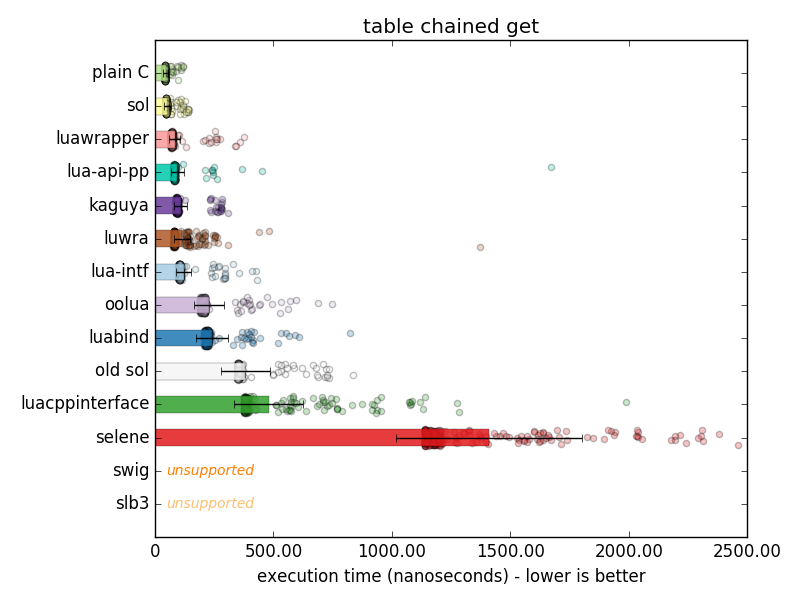 table chained get
plain C
sol
luawrapper
lua-api-pp
kaguya
luwra
lua-intf
oolua
luabind
old sol
luacppinterface
selene
swig unsupported
slb3 unsupported
0 500.00 1000.00 1500.00 2000.00 2500.00
execution time (nanoseconds) - lower is better